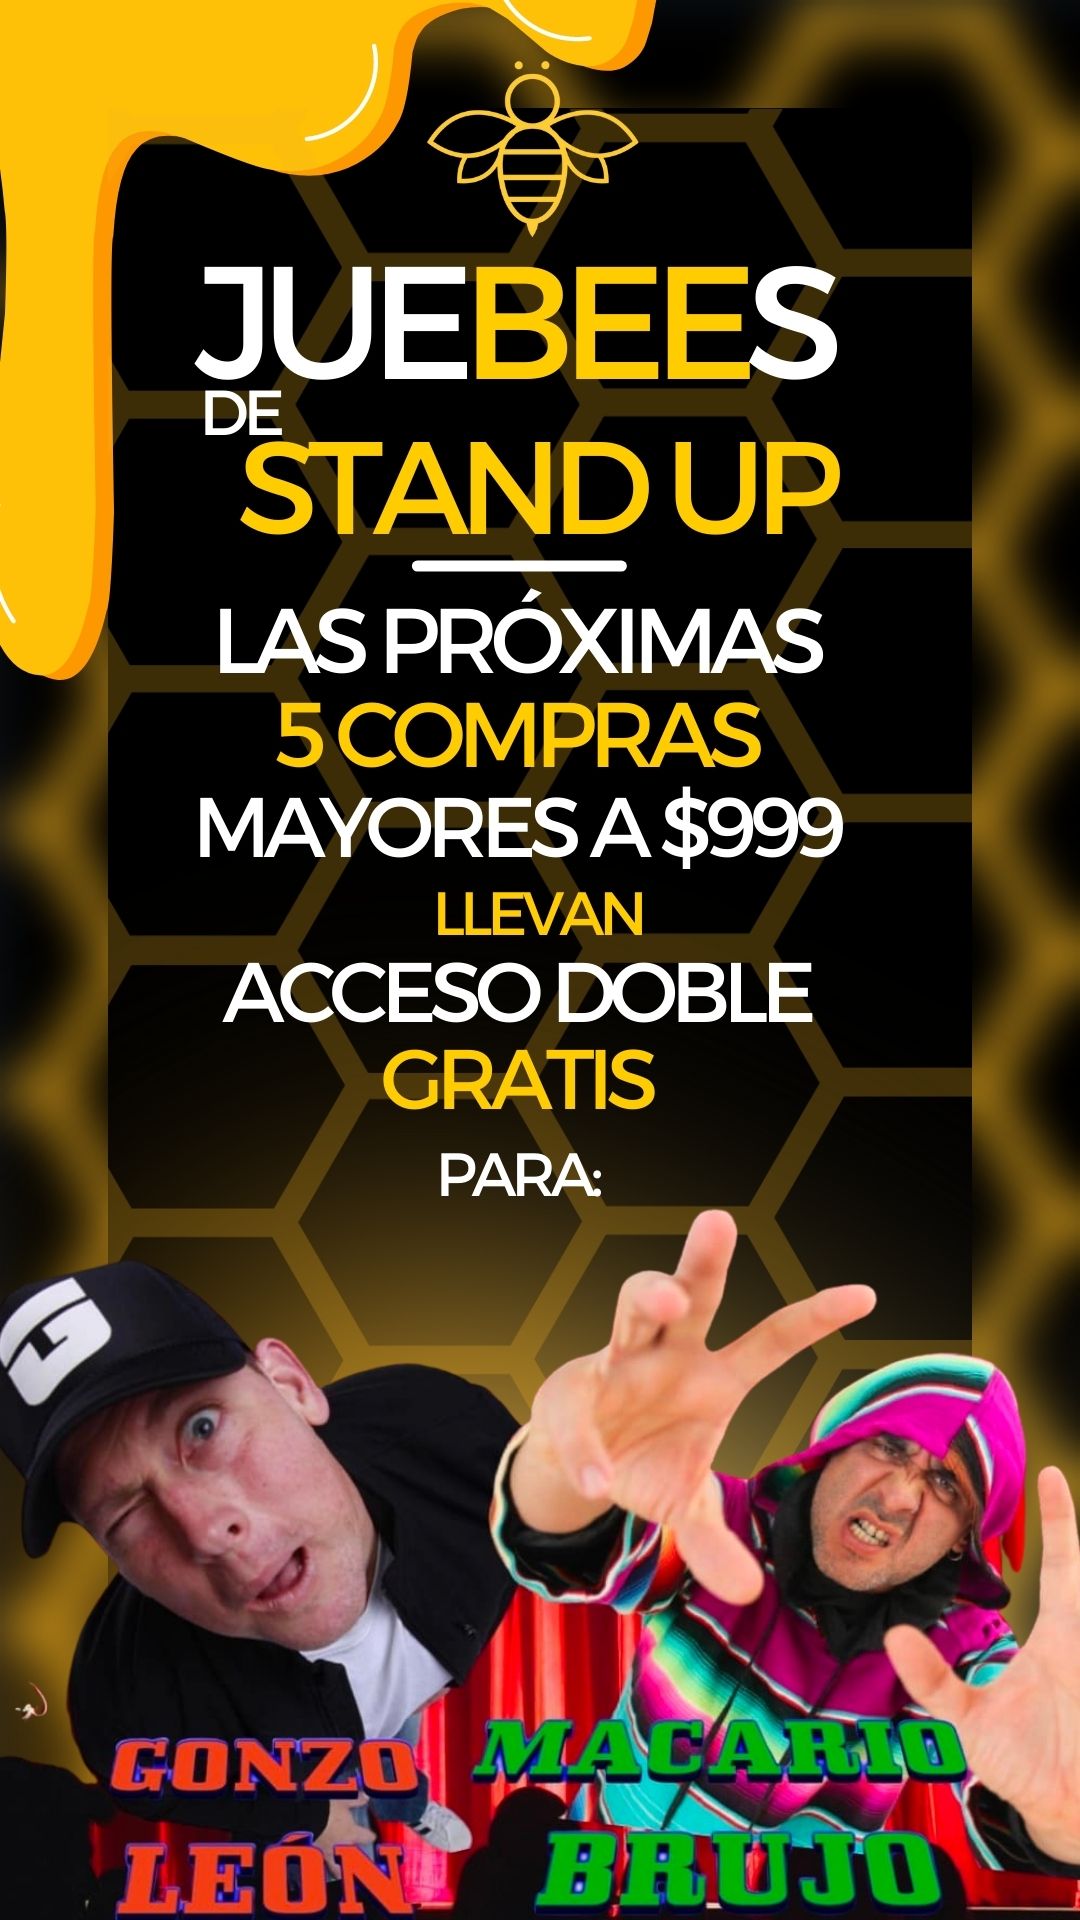 JUEBEES
DE
STAND UP
LAS PRÓXIMAS
5 COMPRAS
MAYORES A $999
LLEVAN
ACCESO DOBLE
GRATIS
PARA:
G
GONZO
LEÓN
MACARIO
BRUJO